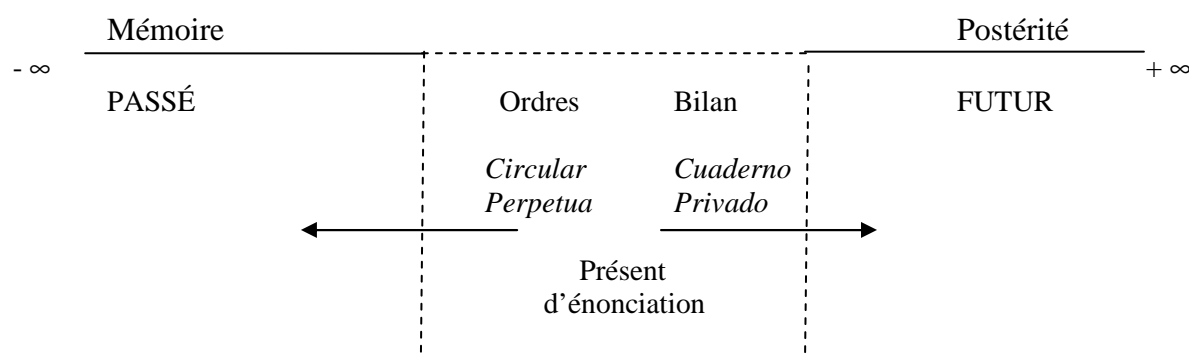 Mémoire Postérité
- ∞ + ∞
PASSÉ Ordres Bilan FUTUR
Circular Cuaderno
Perpetua Privado
Présent
d'énonciation